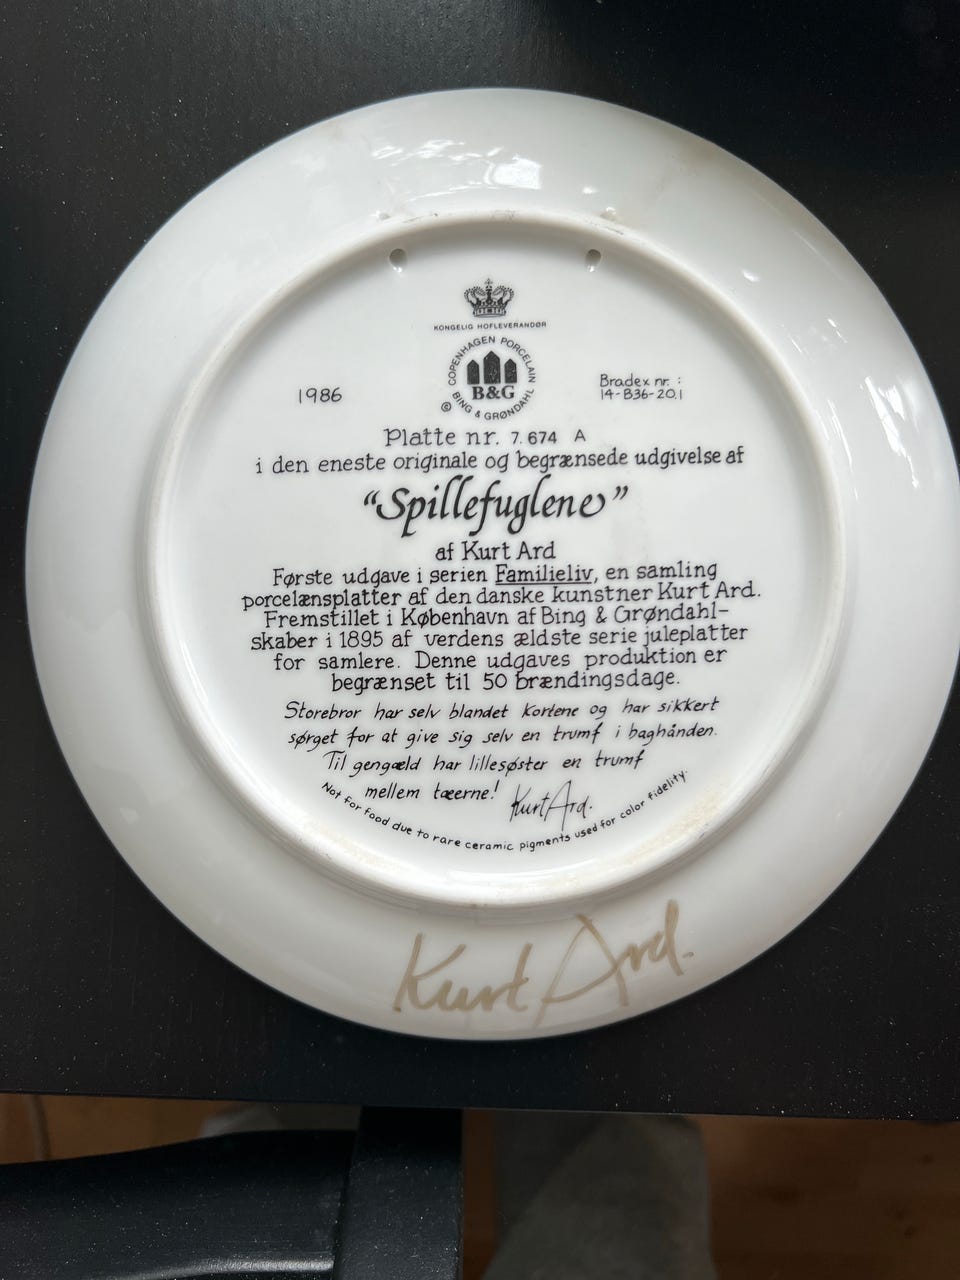 KONGELIG HOFLEVERANDØR
COPENHAGEN PORCELAIN
B&G
© BING & GRØNDAHL
1986
Bradex nr. :
14-B36-20.1
Platte nr. 7.674 A
i den eneste originale og begrænsede udgivelse af
"Spillefuglene"
af Kurt Ard
Første udgave i serien Familieliv, en samling
porcelænsplatter af den danske kunstner Kurt Ard.
Fremstillet i København af Bing & Grøndahl-
skaber i 1895 af verdens ældste serie juleplatter
for samlere. Denne udgaves produktion er
begrænset til 50 brændingsdage.
Storebror har selv blandet kortene og har sikkert
sørget for at give sig selv en trumf i baghånden.
Til gengæld har lillesøster en trumf
mellem tæerne! Kurt Ard.
Not for food due to rare ceramic pigments used for color fidelity.
Kurt Ard.